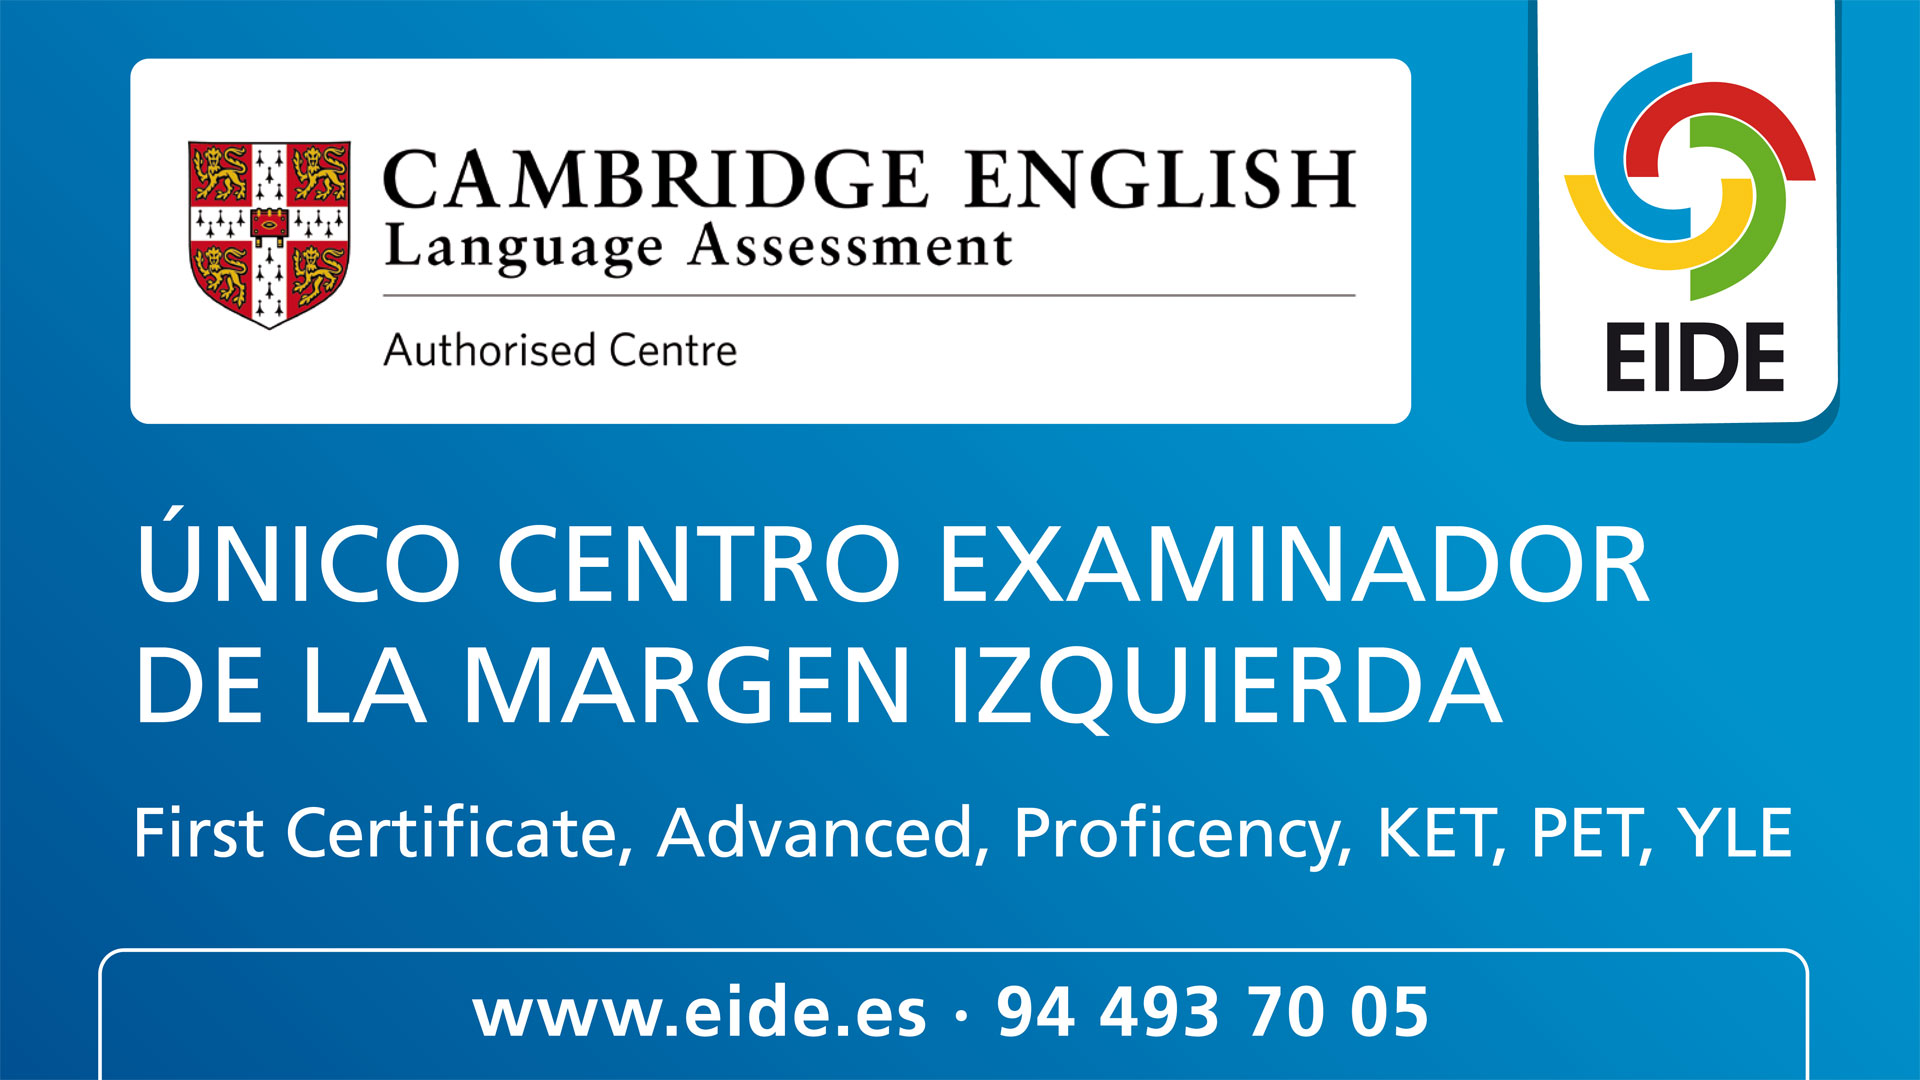 CAMBRIDGE ENGLISH
Language Assessment
Authorised Centre
EIDE
ÚNICO CENTRO EXAMINADOR
DE LA MARGEN IZQUIERDA
First Certificate, Advanced, Proficency, KET, PET, YLE
www.eide.es · 94 493 70 05